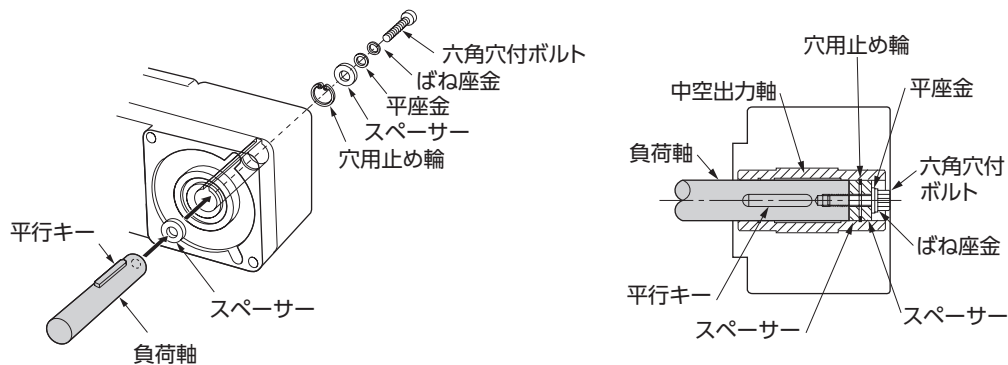 六角穴付ボルト
ばね座金
平座金
スペーサー
穴用止め輪
平行キー
スペーサー
負荷軸
穴用止め輪
中空出力軸
平座金
負荷軸
六角穴付
ボルト
ばね座金
平行キー
スペーサー
スペーサー